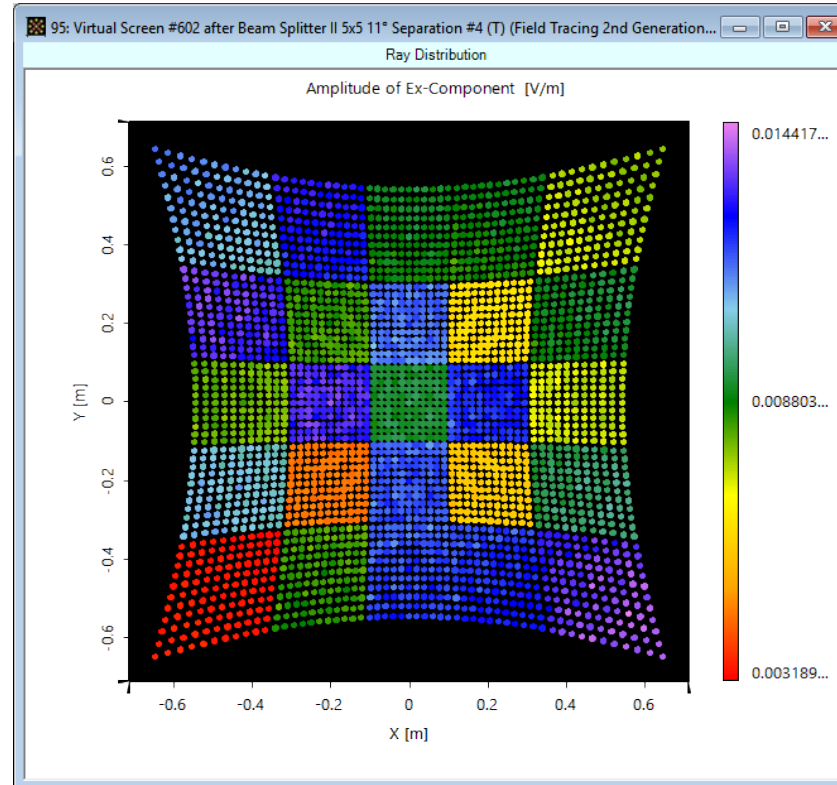 95: Virtual Screen #602 after Beam Splitter II 5x5 11° Separation #4 (T) (Field Tracing 2nd Generation...
Ray Distribution
Amplitude of Ex-Component [V/m]
0.014417...
0.008803...
0.003189...
Y [m]
0.6
0.4
0.2
0
-0.2
-0.4
-0.6
-0.6 -0.4 -0.2 0 0.2 0.4 0.6
X [m]